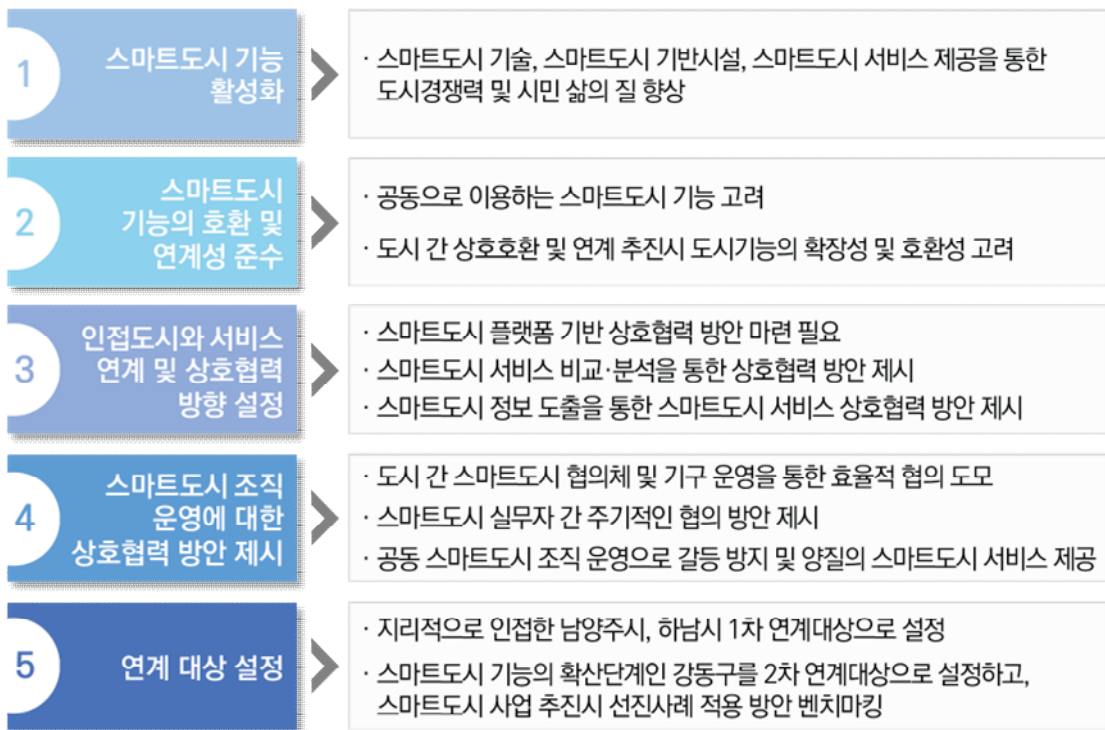 1
스마트도시 기능
활성화
· 스마트도시 기술, 스마트도시 기반시설, 스마트도시 서비스 제공을 통한
도시경쟁력 및 시민 삶의 질 향상
2
스마트도시
기능의 호환 및
연계성 준수
· 공동으로 이용하는 스마트도시 기능 고려
· 도시 간 상호호환 및 연계 추진시 도시기능의 확장성 및 호환성 고려
3
인접도시와 서비스
연계 및 상호협력
방향 설정
· 스마트도시 플랫폼 기반 상호협력 방안 마련 필요
· 스마트도시 서비스 비교·분석을 통한 상호협력 방안 제시
· 스마트도시 정보 도출을 통한 스마트도시 서비스 상호협력 방안 제시
4
스마트도시 조직
운영에 대한
상호협력 방안 제시
· 도시 간 스마트도시 협의체 및 기구 운영을 통한 효율적 협의 도모
· 스마트도시 실무자 간 주기적인 협의 방안 제시
· 공동 스마트도시 조직 운영으로 갈등 방지 및 양질의 스마트도시 서비스 제공
5
연계 대상 설정
· 지리적으로 인접한 남양주시, 하남시 1차 연계대상으로 설정
· 스마트도시 기능의 확산단계인 강동구를 2차 연계대상으로 설정하고,
스마트도시 사업 추진시 선진사례 적용 방안 벤치마킹